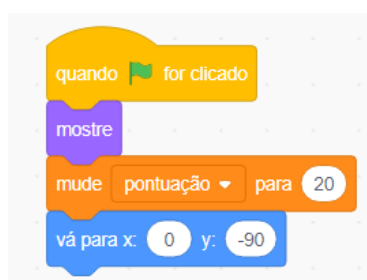 quando for clicado
mostre
mude pontuação para 20
vá para x: 0 y: -90